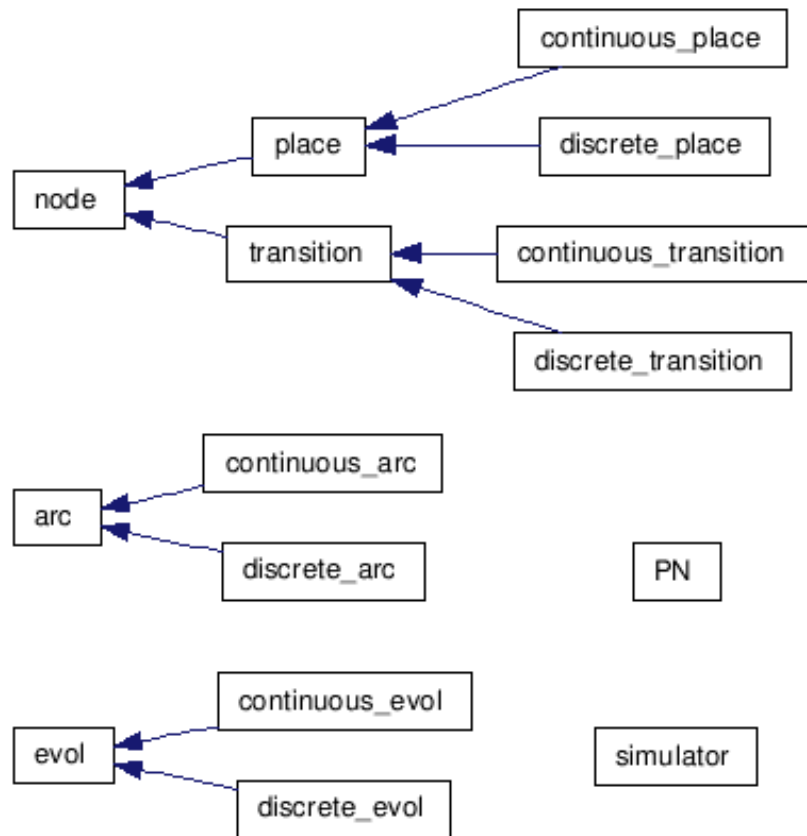 continuous_place
place
discrete_place
node
transition
continuous_transition
discrete_transition
continuous_arc
arc
discrete_arc
PN
continuous_evol
evol
simulator
discrete_evol